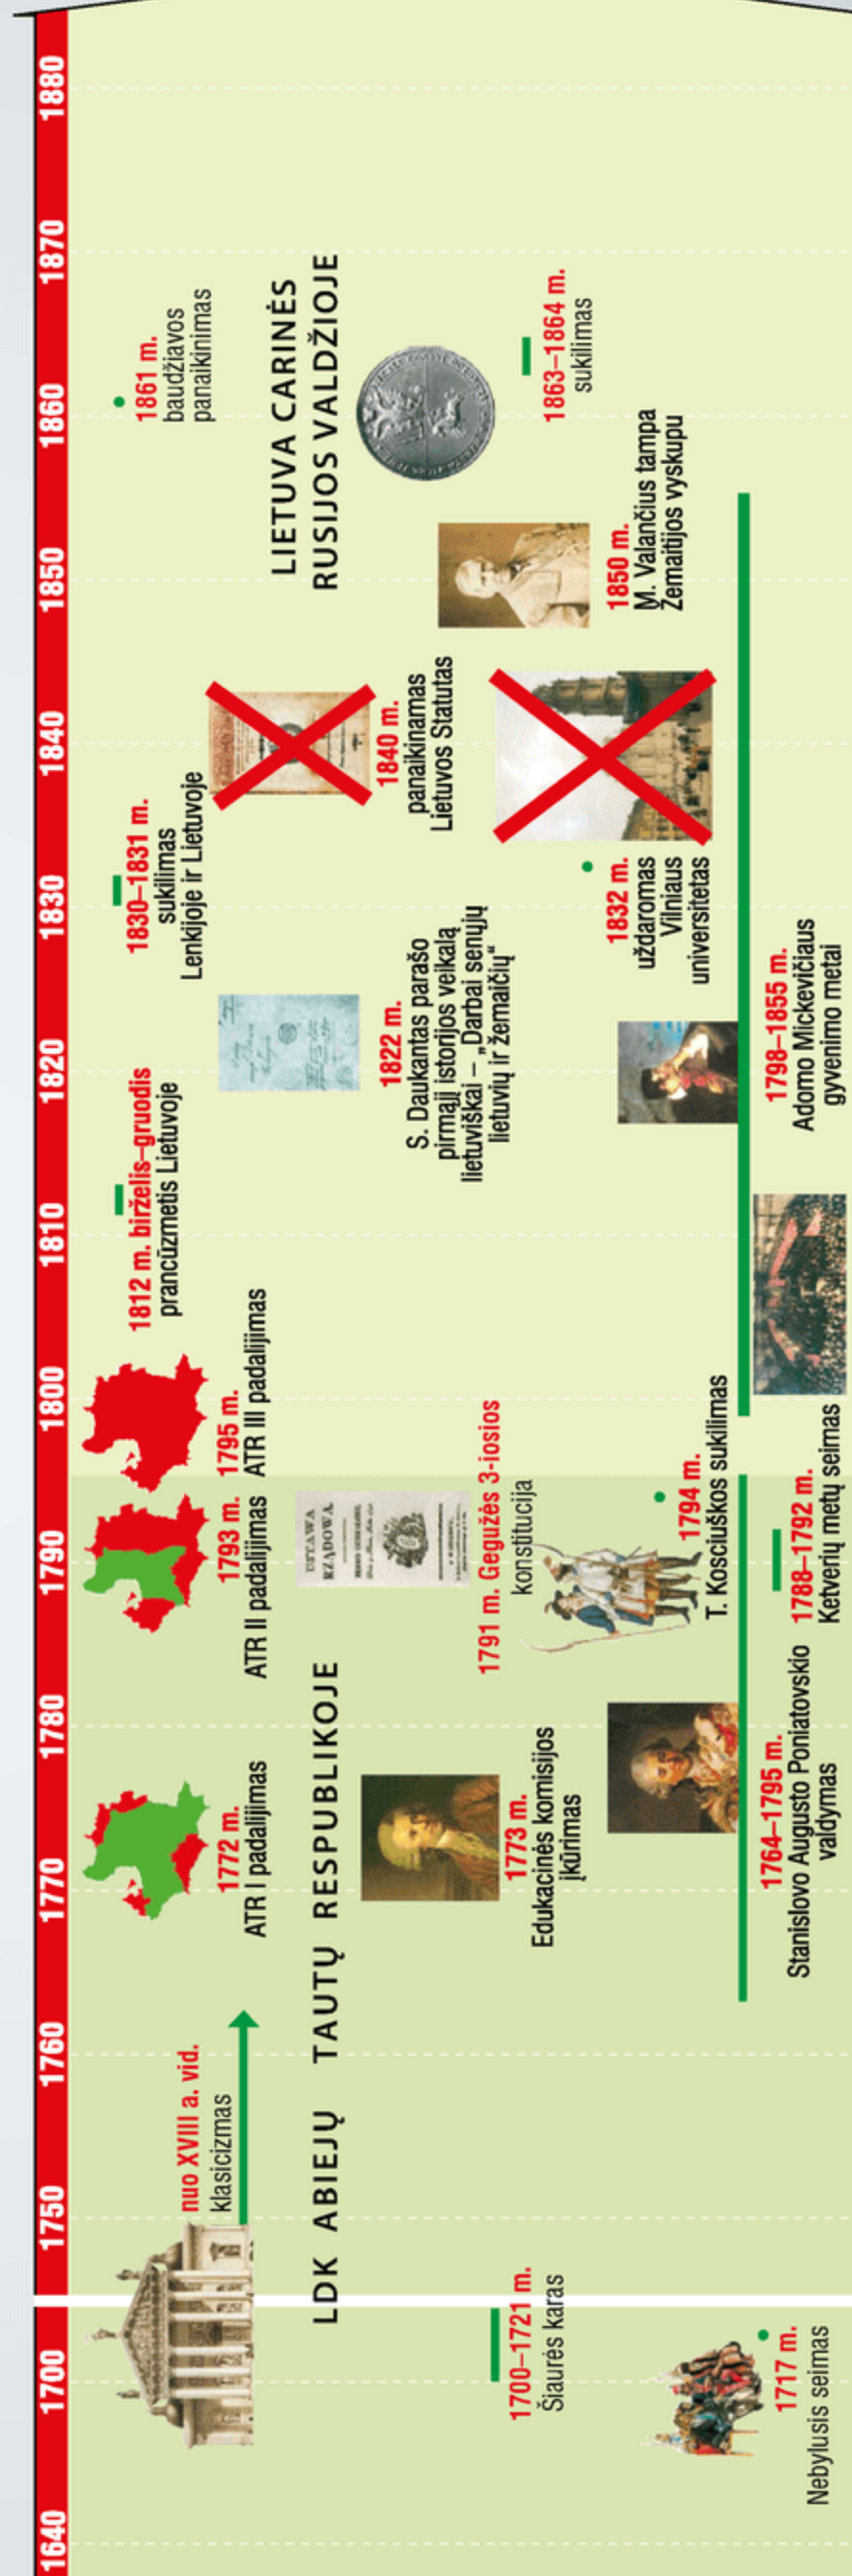 1640
1700
1750
1760
1770
1780
1790
1800
1810
1820
1830
1840
1850
1860
1870
1880
nuo XVIII a. vid.
klasicizmas
1772 m.
ATR I padalijimas
1793 m.
ATR II padalijimas
1795 m.
ATR III padalijimas
1812 m. birželis–gruodis
prancūzmetis Lietuvoje
1830–1831 m.
sukilimas
Lenkijoje ir Lietuvoje
1861 m.
baudžiavos
panaikinimas
LDK ABIEJŲ TAUTŲ RESPUBLIKOJE
LIETUVA CARINĖS
RUSIJOS VALDŽIOJE
USTAWA
RZĄDOWA.
1700–1721 m.
Šiaurės karas
1773 m.
Edukacinės komisijos
įkūrimas
1791 m. Gegužės 3-iosios
konstitucija
1822 m.
S. Daukantas parašo
pirmąjį istorijos veikalą
lietuviškai – „Darbai senųjų
lietuvių ir žemaičių“
1840 m.
panaikinamas
Lietuvos Statutas
1863–1864 m.
sukilimas
1717 m.
Nebylusis seimas
1794 m.
T. Kosciuškos sukilimas
1832 m.
uždaromas
Vilniaus
universitetas
1850 m.
M. Valančius tampa
Žemaitijos vyskupu
1764–1795 m.
Stanislovo Augusto Poniatovskio
valdymas
1788–1792 m.
Ketverių metų seimas
1798–1855 m.
Adomo Mickevičiaus
gyvenimo metai